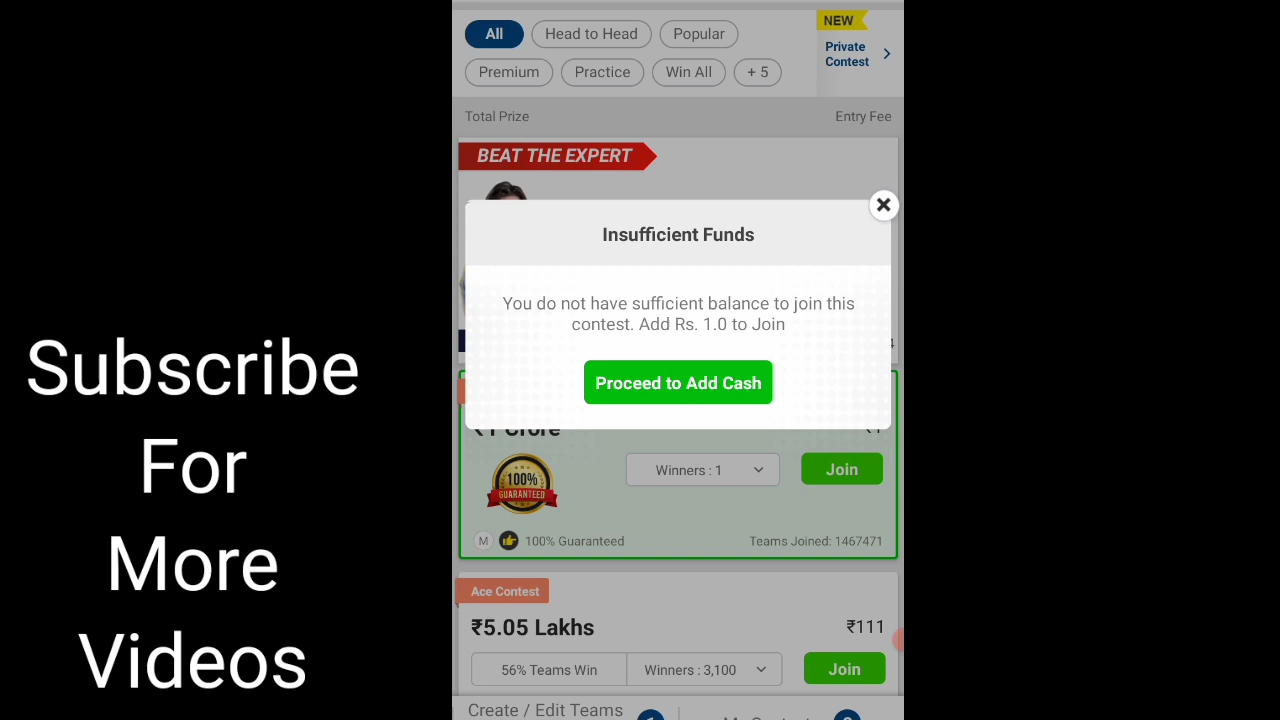 All
Head to Head
Popular
NEW
Private
Contest
Premium
Practice
Win All
+ 5
Total Prize
Entry Fee
BEAT THE EXPERT
Insufficient Funds
You do not have sufficient balance to join this
contest. Add Rs. 1.0 to Join
Proceed to Add Cash
₹1 Crore
₹1
100%
GUARANTEED
Winners : 1
Join
M
100% Guaranteed
Teams Joined: 1467471
Ace Contest
₹5.05 Lakhs
₹111
56% Teams Win
Winners : 3,100
Join
Create / Edit Teams
Subscribe
For
More
Videos